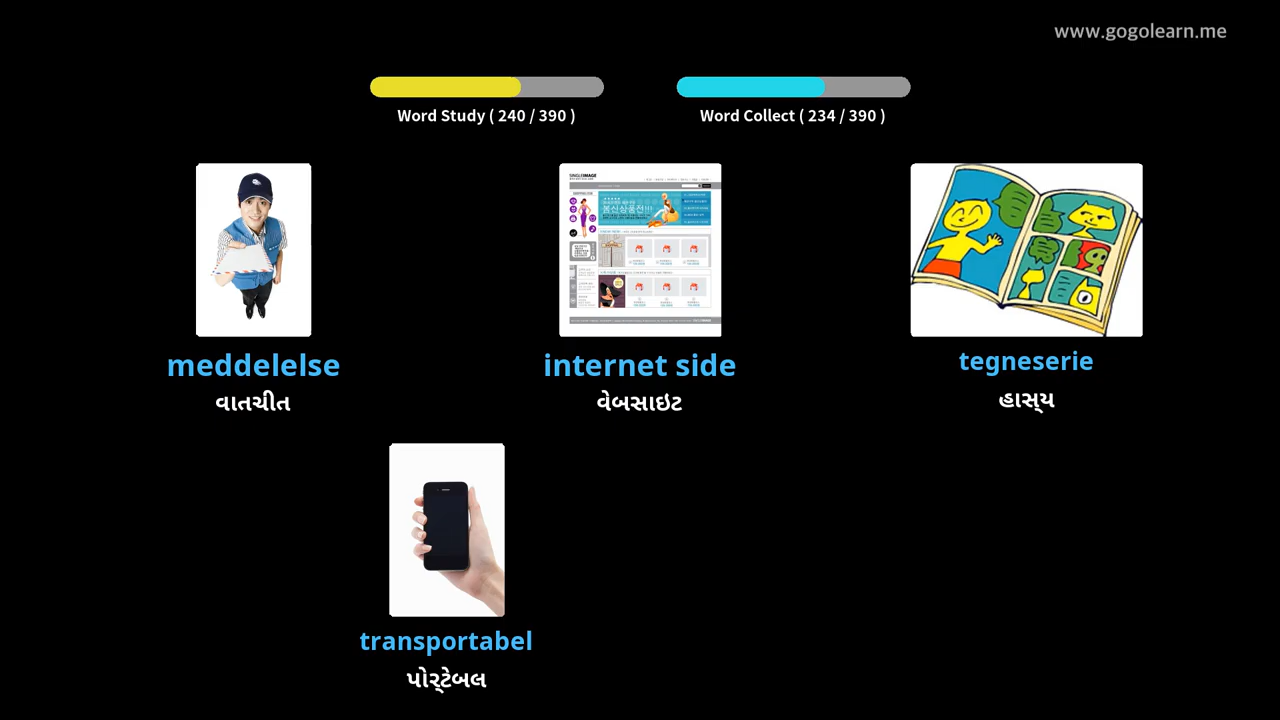 www.gogolearn.me
Word Study ( 240 / 390 )
Word Collect ( 234 / 390 )
meddelelse
internet side
tegneserie
વાતચીત
વેબસાઇટ
હાસ્ય
transportabel
પોર્ટેબલ